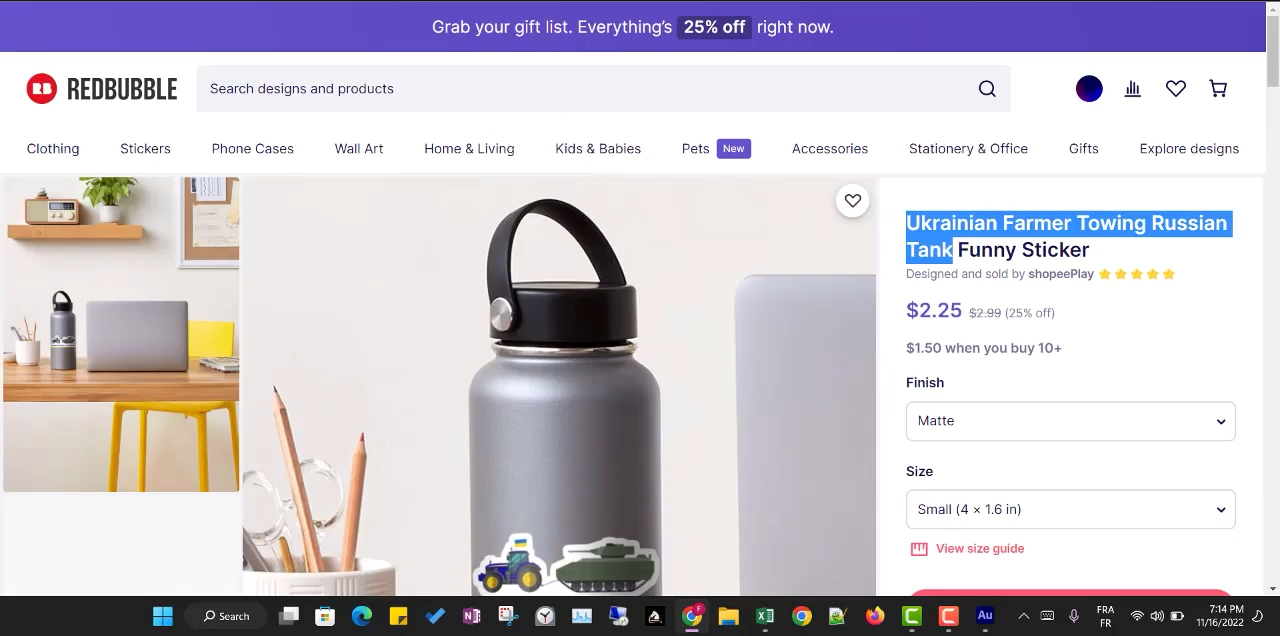 Grab your gift list. Everything's 25% off right now.
RB REDBUBBLE
Search designs and products
Clothing Stickers Phone Cases Wall Art Home & Living Kids & Babies Pets New Accessories Stationery & Office Gifts Explore designs
Ukrainian Farmer Towing Russian
Tank Funny Sticker
Designed and sold by shopeePlay
$2.25 $2.99 (25% off)
$1.50 when you buy 10+
Finish
Matte
Size
Small (4 × 1.6 in)
View size guide
Search
N
X
F
X
C
C
Au
FRA
FR
7:14 PM
11/16/2022